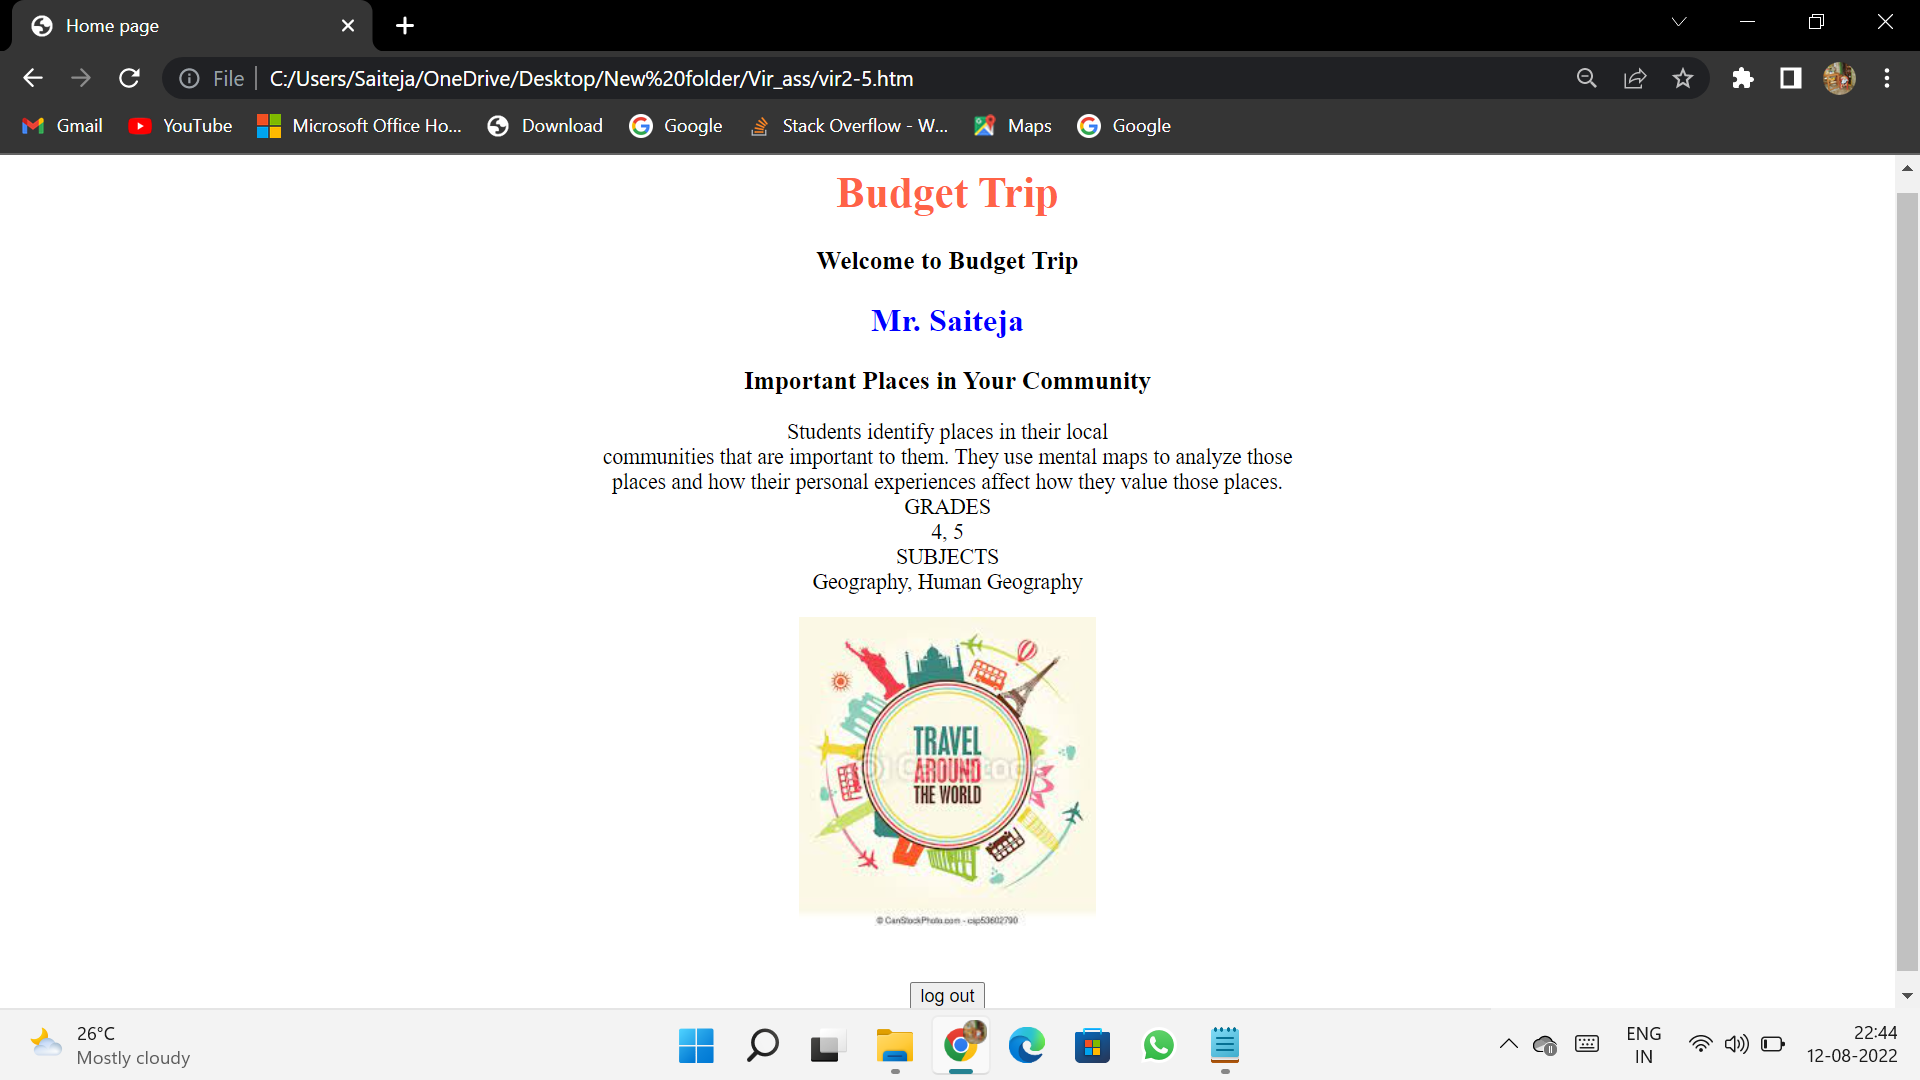 Home page
File
C:/Users/Saiteja/OneDrive/Desktop/New%20folder/Vir_ass/vir2-5.htm
Gmail
YouTube
Microsoft Office Ho...
Download
Google
Stack Overflow - W...
Maps
Google
Budget Trip
Welcome to Budget Trip
Mr. Saiteja
Important Places in Your Community
Students identify places in their local
communities that are important to them. They use mental maps to analyze those
places and how their personal experiences affect how they value those places.
GRADES
4, 5
SUBJECTS
Geography, Human Geography
TRAVEL
CanStock
AROUND
THE WORLD
© CanStockPhoto.com - csp53602790
log out
26°C
Mostly cloudy
ENG
IN
22:44
12-08-2022